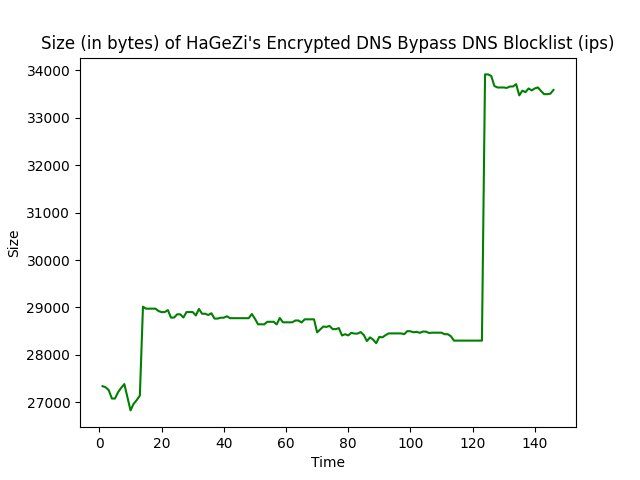 Size (in bytes) of HaGeZi's Encrypted DNS Bypass DNS Blocklist (ips)
34000
33000
32000
31000
30000
29000
28000
27000
Size
0 20 40 60 80 100 120 140
Time